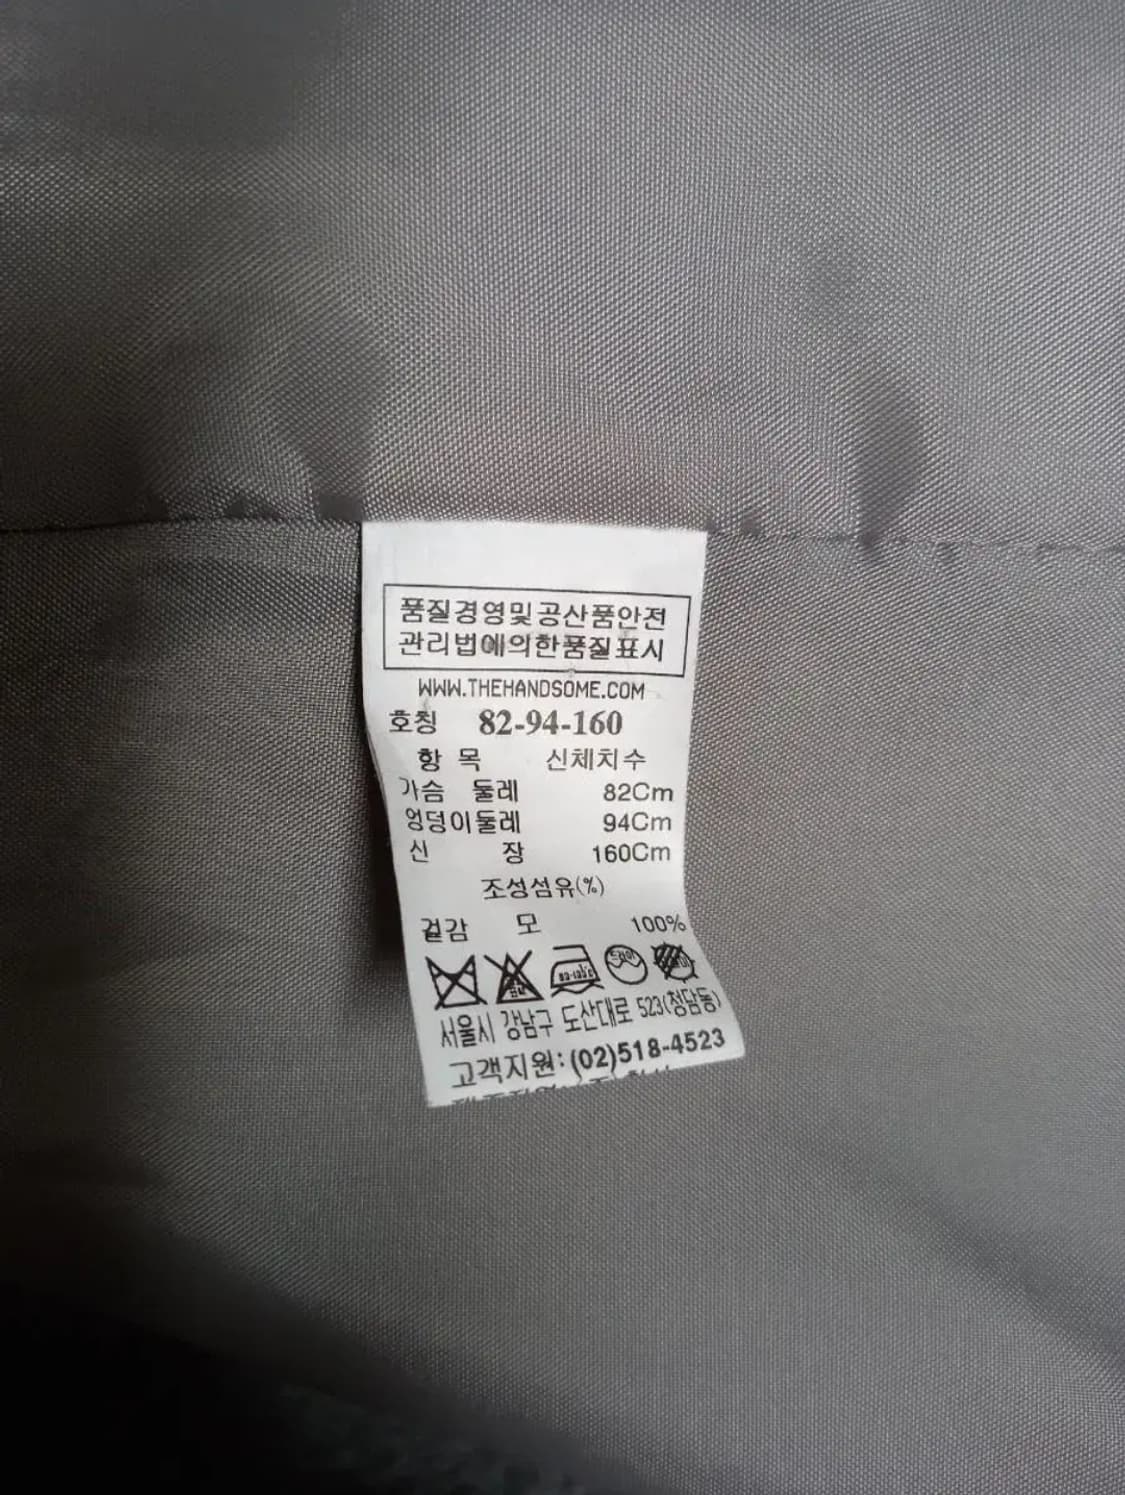 품질경영및공산품안전
관리법에의한품질표시
WWW.THEHANDSOME.COM
호칭 82-94-160
항 목 신체치수
가슴 둘레 82Cm
엉덩이둘레 94Cm
신 장 160Cm
조성섬유(%)
겉감 모 100%
드라이
서울시 강남구 도산대로 523(청담동)
고객지원:(02)518-4523